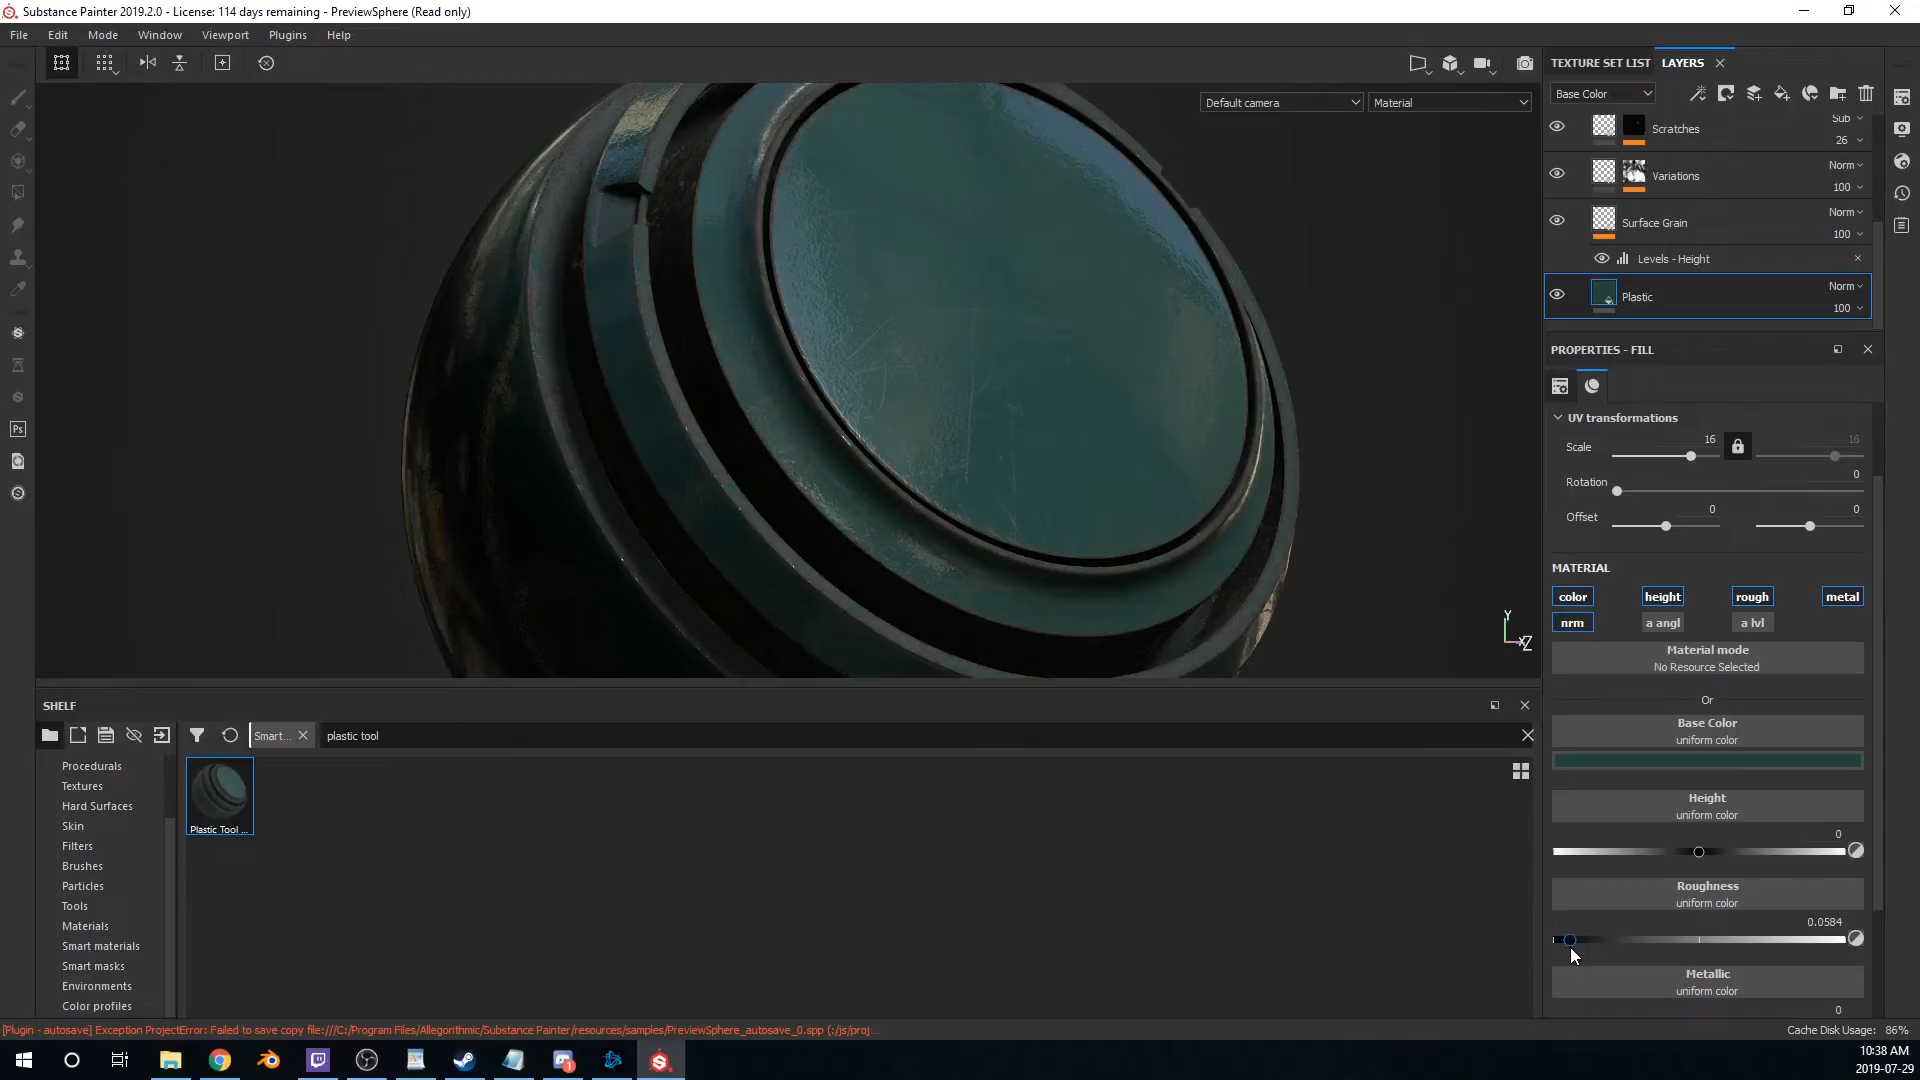 Substance Painter 2019.2.0 - License: 114 days remaining - PreviewSphere (Read only)
File Edit Mode Window Viewport Plugins Help
Default camera
Material
TEXTURE SET LIST LAYERS
Base Color
Sub
Scratches
26
Norm
Variations
100
Norm
Surface Grain
100
Levels - Height
Norm
Plastic
100
PROPERTIES - FILL
UV transformations
Scale 16 16
Rotation 0
Offset 0 0
MATERIAL
color height rough metal
nrm a angl a lvl
Material mode
No Resource Selected
Or
Base Color
uniform color
Height
uniform color
0
Roughness
uniform color
0.0584
Metallic
uniform color
0
Y
Z
SHELF
Smart...
plastic tool
Procedurals
Textures
Hard Surfaces
Skin
Filters
Brushes
Particles
Tools
Materials
Smart materials
Smart masks
Environments
Color profiles
Plastic Tool ...
[Plugin - autosave] Exception ProjectError: Failed to save copy file:///C:/Program Files/Allegorithmic/Substance Painter/resources/samples/PreviewSphere_autosave_0.spp (:/js/proj...
Cache Disk Usage: 86%
Ps
1
10:38 AM
2019-07-29